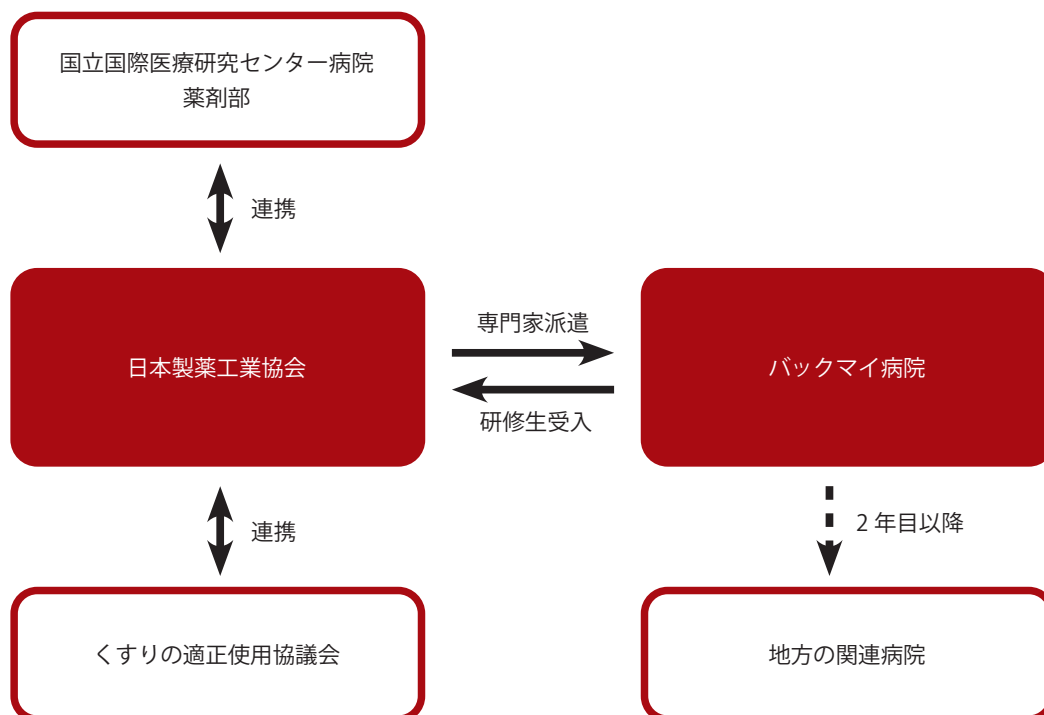 国立国際医療研究センター病院
薬剤部
連携
日本製薬工業協会
専門家派遣
研修生受入
バックマイ病院
連携
2 年目以降
くすりの適正使用協議会
地方の関連病院